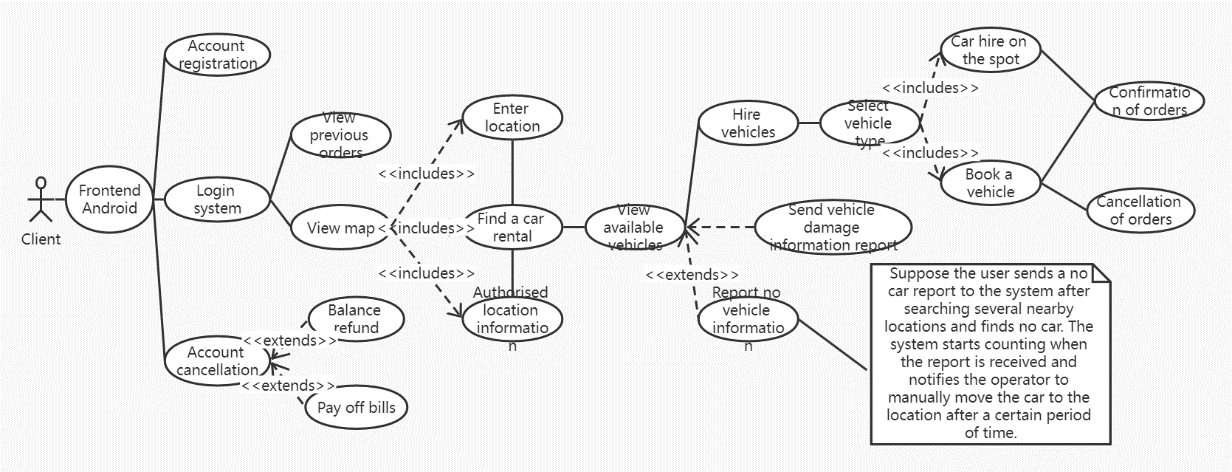 Account
registration
View
previous
orders
Enter
location
Hire
vehicles
Select
vehicle
type
<<includes>>
<<includes>>
Car hire on
the spot
Confirmatio
n of orders
Book a
vehicle
Cancellation
of orders
Client
Frontend
Android
Login
system
View map
<<includes>>
<<includes>>
<<includes>>
Find a car
rental
View
available
vehicles
Send vehicle
damage
information report
<<extends>>
Authorised
location
informatio
n
Report no
vehicle
informatio
n
Balance
refund
<<extends>>
Account
cancellation
<<extends>>
Pay off bills
Suppose the user sends a no
car report to the system after
searching several nearby
locations and finds no car. The
system starts counting when
the report is received and
notifies the operator to
manually move the car to the
location after a certain period
of time.